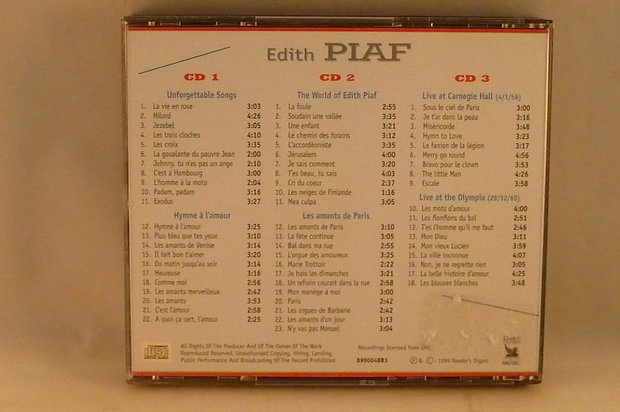 Edith PIAF
CD 1
Unforgettable Songs
1. La vie en rose 3:03
2. Milord 4:26
3. Jezebel 3:05
4. Les trois cloches 4:10
5. Les croix 3:35
6. La goualante du pauvre Jean 2:00
7. Johnny, tu n'es pas un ange 2:10
8. C'est à Hambourg 3:00
9. L'homme à la moto 2:04
10. Padam, padam 3:16
11. Exodus 3:27
Hymne à l'amour
12. Hymne à l'amour 3:25
13. Plus bleu que tes yeux 3:10
14. Les amants de Venise 3:14
15. Il fait bon t'aimer 3:20
16. Du matin jusqu'au soir 3:14
17. Heureuse 3:16
18. Comme moi 2:56
19. Les amants merveilleux 2:42
20. Les amants 3:53
21. C'est l'amour 2:58
22. A quoi ça sert, l'amour 2:25
CD 2
The World of Edith Piaf
1. La foule 2:55
2. Soudain une vallée 3:35
3. Une enfant 3:21
4. Le chemin des forains 3:12
5. L'accordéoniste 3:35
6. Jérusalem 4:00
7. Je sais comment 3:20
8. T'es beau, tu sais 4:03
9. Cri du coeur 2:37
10. Les neiges de Finlande 1:36
11. Mea culpa 3:05
Les amants de Paris
12. Les amants de Paris 3:10
13. La fête continue 3:05
14. Bal dans ma rue 2:55
15. L'orgue des amoureux 3:25
16. Marie Trottoir 2:22
17. Je hais les dimanches 3:21
18. Un refrain courait dans la rue 2:58
19. Mon manège à moi 3:00
20. Paris 2:42
21. Les orgues de Barbarie 2:42
22. Les amants d'un jour 3:13
23. N'y vas pas Manuel 3:04
CD 3
Live at Carnegie Hall (4/1/56)
1. Sous le ciel de Paris 3:00
2. Je t'ai dans la peau 3:16
3. Miséricorde 3:48
4. Hymn to Love 3:23
5. Le fanion de la légion 3:17
6. Merry go round 4:56
7. Bravo pour le clown 3:53
8. The little Man 4:26
9. Escale 3:58
Live at the Olympia (29/12/60)
10. Les mots d'amour 4:00
11. Les flonflons du bal 2:51
12. T'es l'homme qu'il me faut 2:46
13. Mon Dieu 3:11
14. Mon vieux Lucien 3:59
15. La ville inconnue 4:07
16. Non, je ne regrette rien 3:05
17. La belle histoire d'amour 4:25
18. Les blouses blanches 3:48
All Rights Of The Producer And Of The Owner Of The Work
Reproduced Reserved. Unauthorized Copying, Hiring, Lending,
Public Performance And Broadcasting Of The Record Prohibited
Recordings licensed from EMI
899004883
Ⓟ & © 1999 Reader's Digest